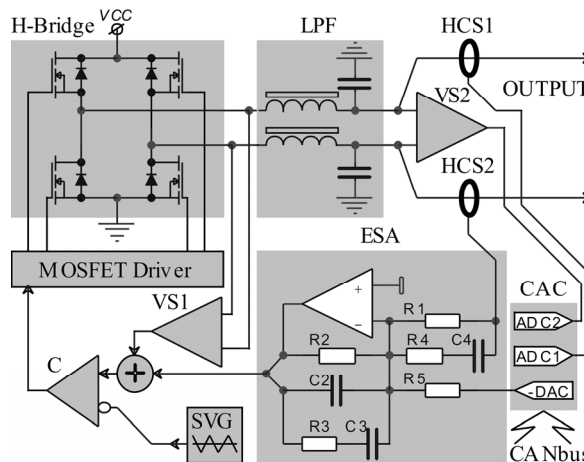 H-Bridge
VCC
LPF
HCS1
OUTPUT
VS2
HCS2
ESA
MOSFET Driver
VS1
CAC
R1
ADC2
R2
R4
C4
C
ADC1
C2
R5
-DAC
SVG
R3
C3
CANbus
+
-
+